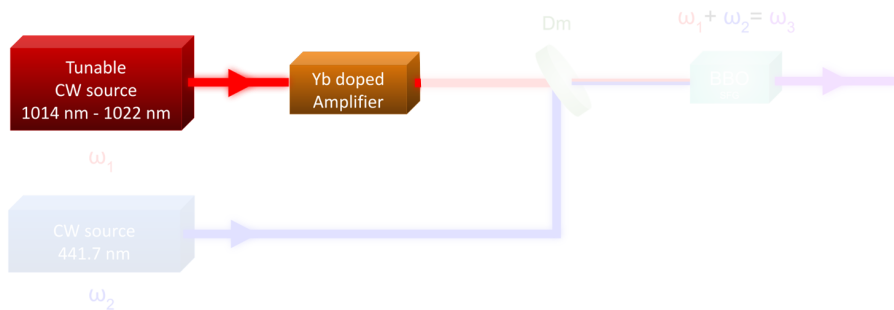 Dm
ω₁+ ω₂= ω₃
Tunable
CW source
1014 nm - 1022 nm
Yb doped
Amplifier
ω₁
CW source
441.7 nm
ω₂